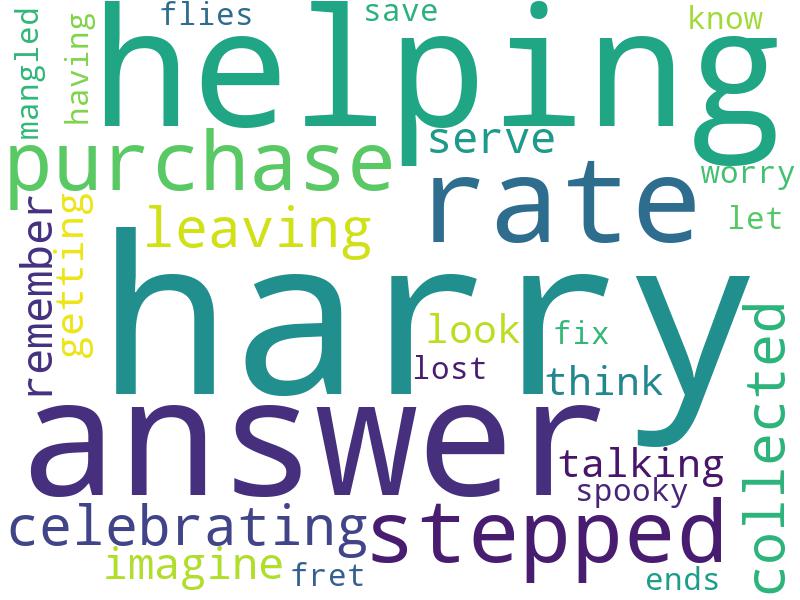 flies
save
know
mangled
having
helping
purchase
serve
rate
worry
let
remember
getting
leaving
harry
look
fix
lost
think
collected
answer
talking
spooky
celebrating
stepped
imagine
fret
ends